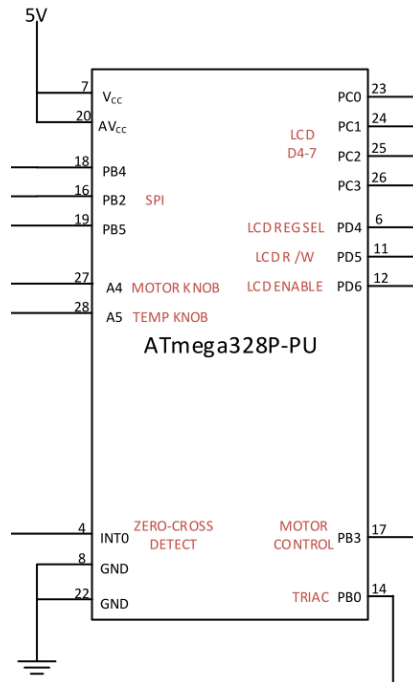 5V
7 VCC PC0 23
20 AVCC LCD PC1 24
D4-7 PC2 25
18 PB4 PC3 26
16 PB2 SPI
19 PB5 LCD REG SEL PD4 6
LCD R /W PD5 11
27 A4 MOTOR KNOB LCD ENABLE PD6 12
28 A5 TEMP KNOB
ATmega328P-PU
4 INT0 ZERO-CROSS DETECT MOTOR CONTROL PB3 17
8 GND
22 GND TRIAC PB0 14